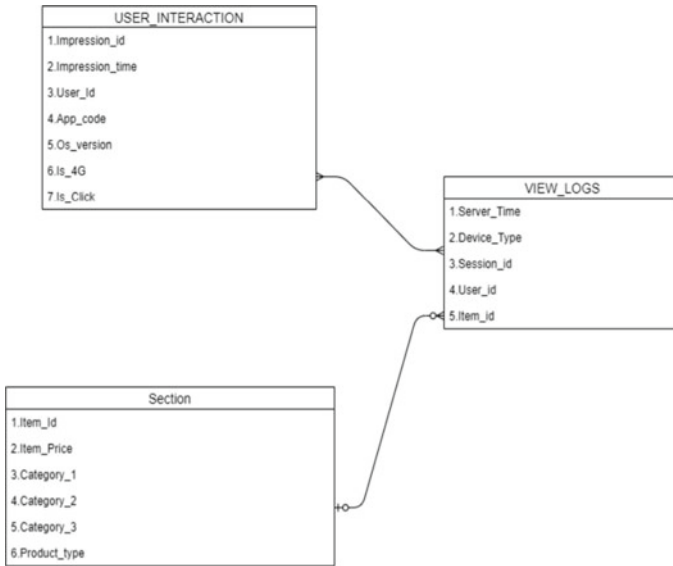 USER_INTERACTION
1.Impression_id
2.Impression_time
3.User_Id
4.App_code
5.Os_version
6.Is_4G
7.Is_Click
VIEW_LOGS
1.Server_Time
2.Device_Type
3.Session_id
4.User_id
5.Item_id
Section
1.Item_Id
2.Item_Price
3.Category_1
4.Category_2
5.Category_3
6.Product_type